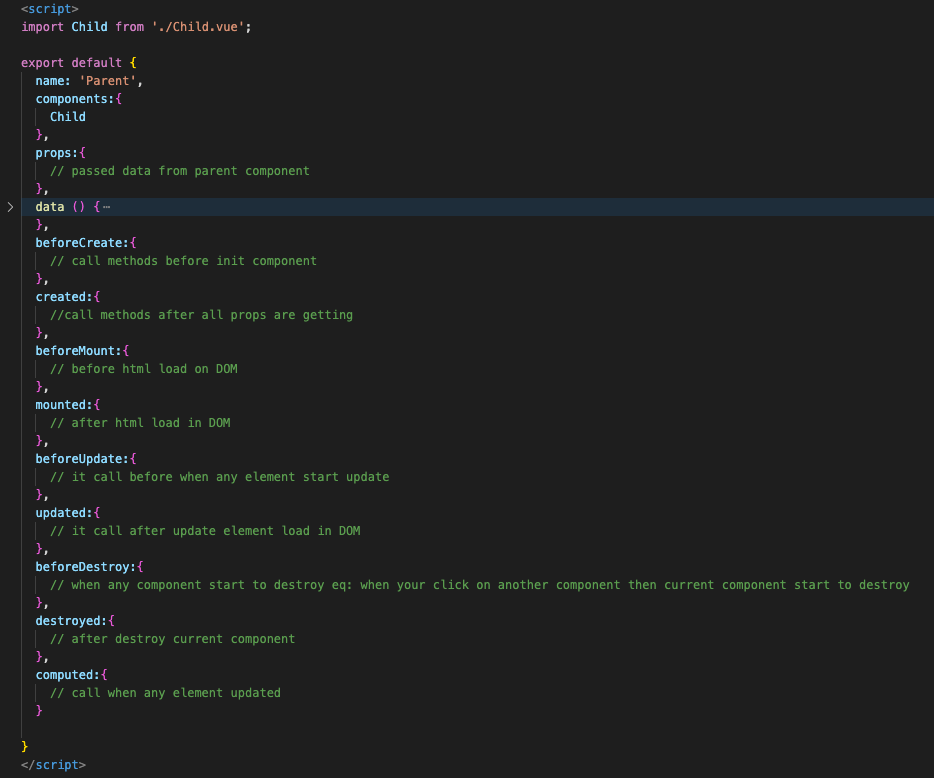 <script>
import Child from './Child.vue';
export default {
name: 'Parent',
components:{
Child
},
props:{
// passed data from parent component
},
data () {⋯
},
beforeCreate:{
// call methods before init component
},
created:{
//call methods after all props are getting
},
beforeMount:{
// before html load on DOM
},
mounted:{
// after html load in DOM
},
beforeUpdate:{
// it call before when any element start update
},
updated:{
// it call after update element load in DOM
},
beforeDestroy:{
// when any component start to destroy eq: when your click on another component then current component start to destroy
},
destroyed:{
// after destroy current component
},
computed:{
// call when any element updated
}
}
</script>